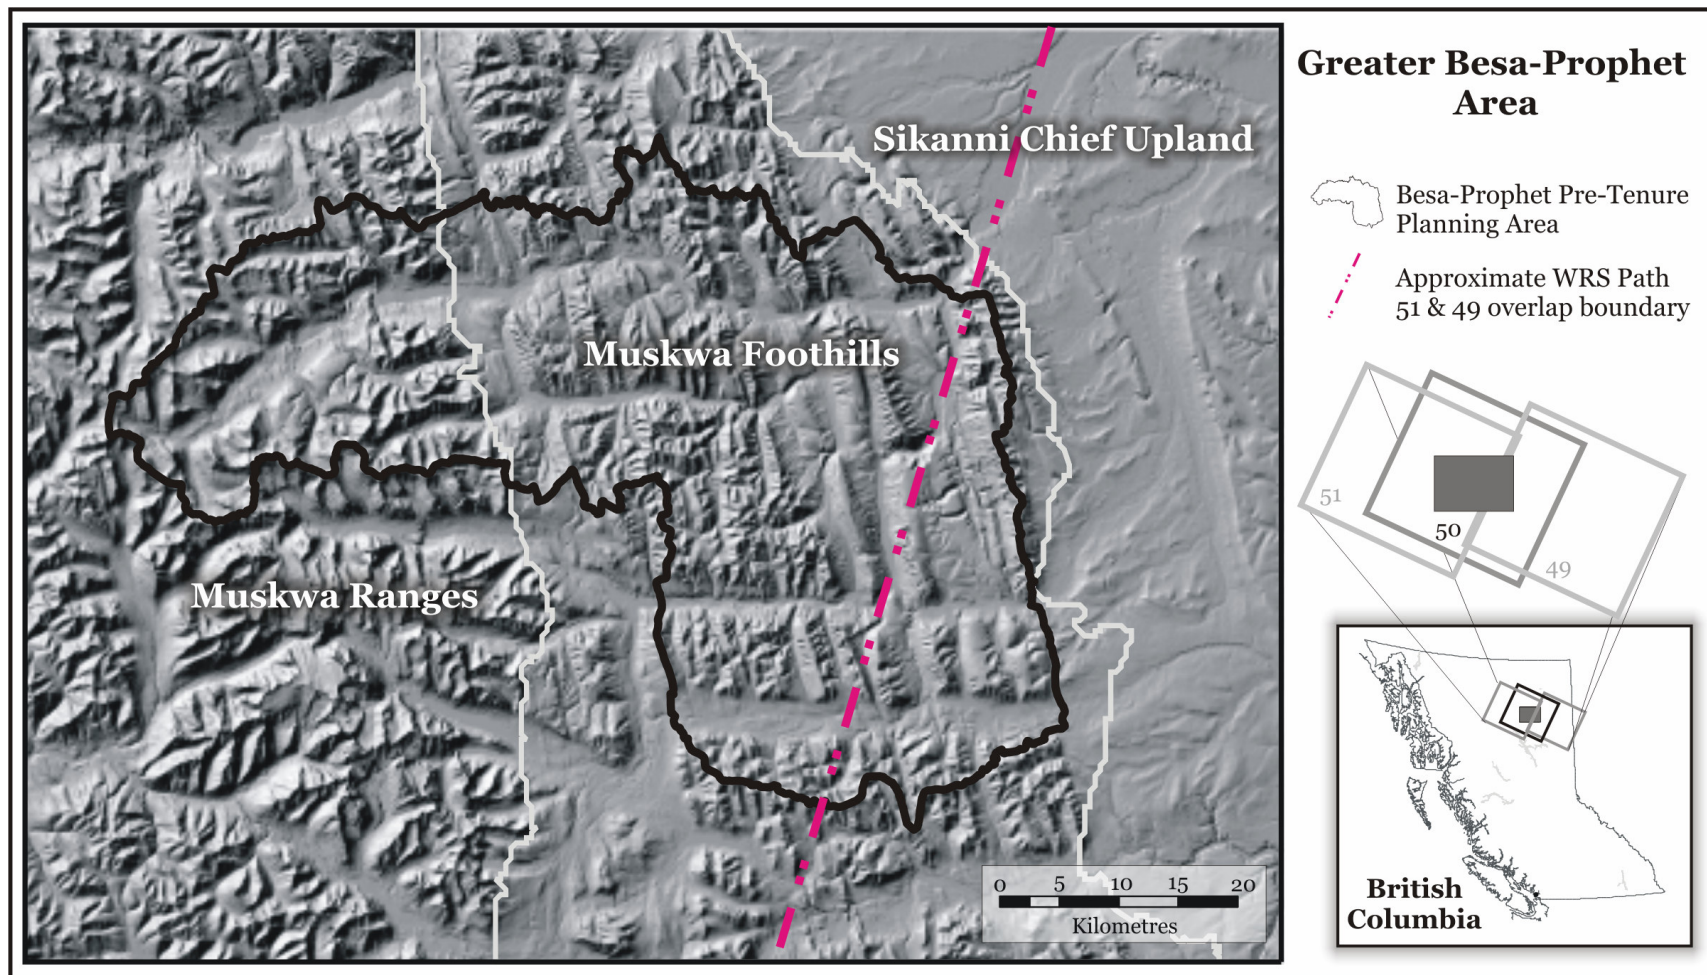 Greater Besa-Prophet
Area
Sikanni Chief Upland
Besa-Prophet Pre-Tenure
Planning Area
Approximate WRS Path
51 & 49 overlap boundary
Muskwa Foothills
51
50
49
Muskwa Ranges
0 5 10 15 20
Kilometres
British
Columbia